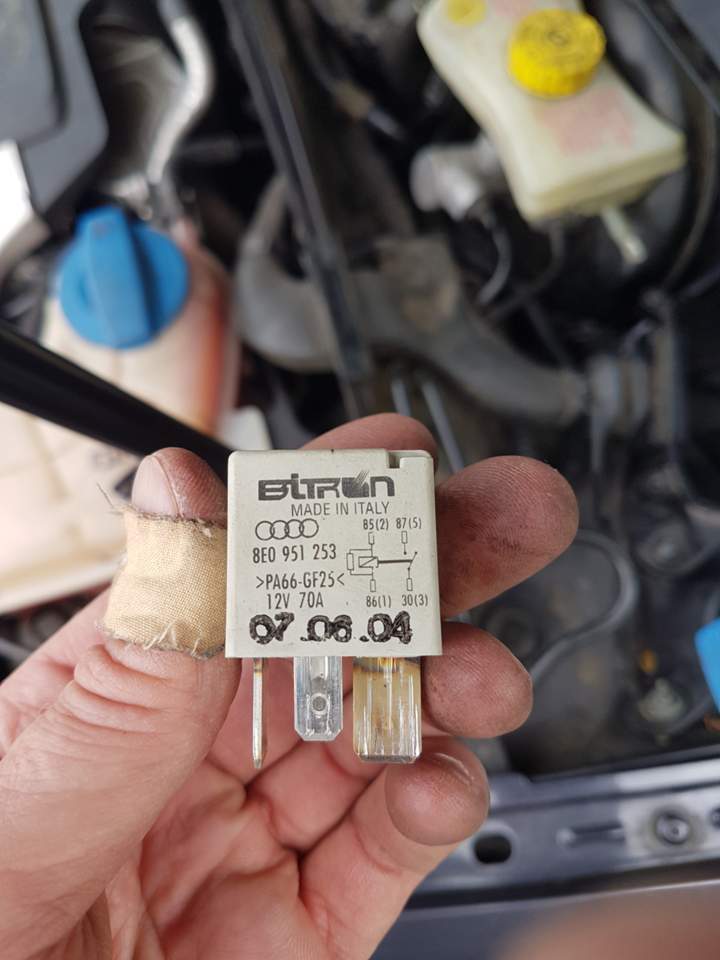 BITRON
MADE IN ITALY
85(2) 87(5)
8E0 951 253
>PA66-GF25<
12V 70A
86(1) 30(3)
07.06.04